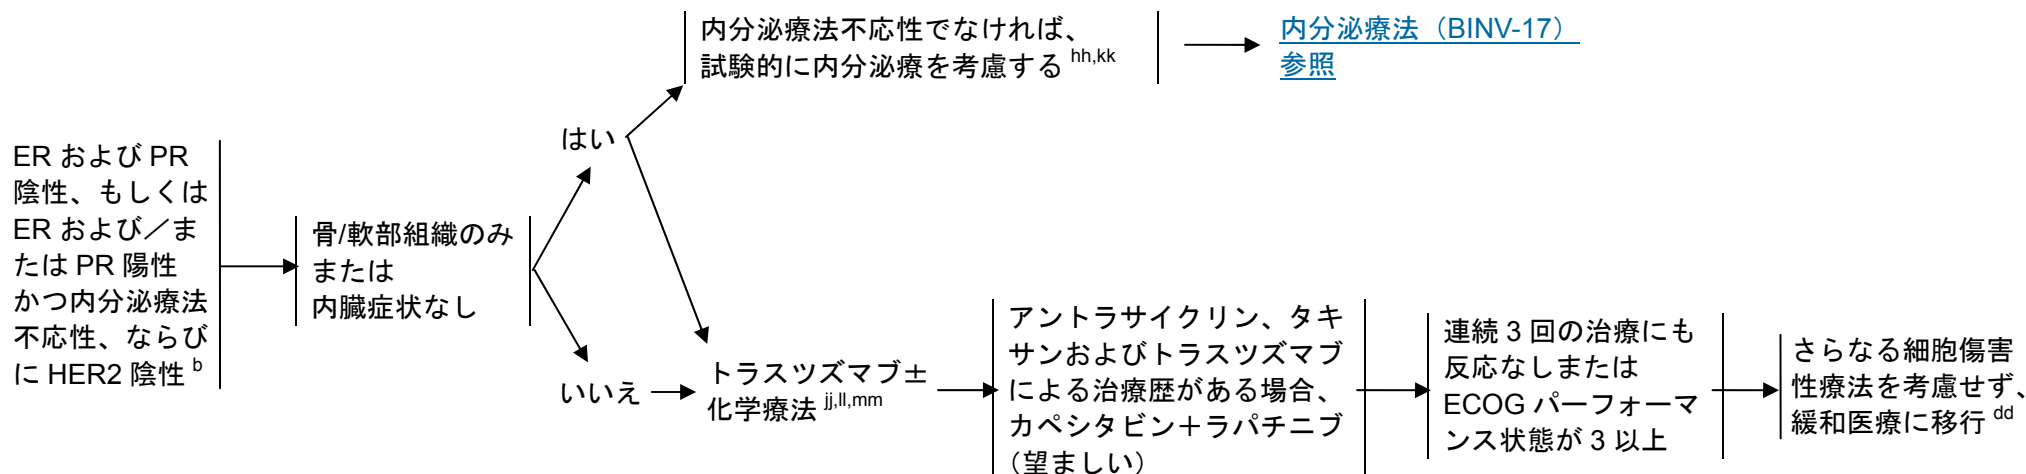 内分泌療法不応性でなければ、
試験的に内分泌療を考慮する hh,kk
内分泌療法（BINV-17）
参照
はい
ER および PR
陰性、もしくは
ER および／ま
たは PR 陽性
かつ内分泌療法
不応性、ならび
に HER2 陰性 b
骨/軟部組織のみ
または
内臓症状なし
いいえ
トラスツズマブ±
化学療法 jj,ll,mm
アントラサイクリン、タキ
サンおよびトラスツズマブ
による治療歴がある場合、
カペシタビン＋ラパチニブ
（望ましい）
連続 3 回の治療にも
反応なしまたは
ECOG パーフォーマ
ンス状態が 3 以上
さらなる細胞傷害
性療法を考慮せず、
緩和医療に移行 dd